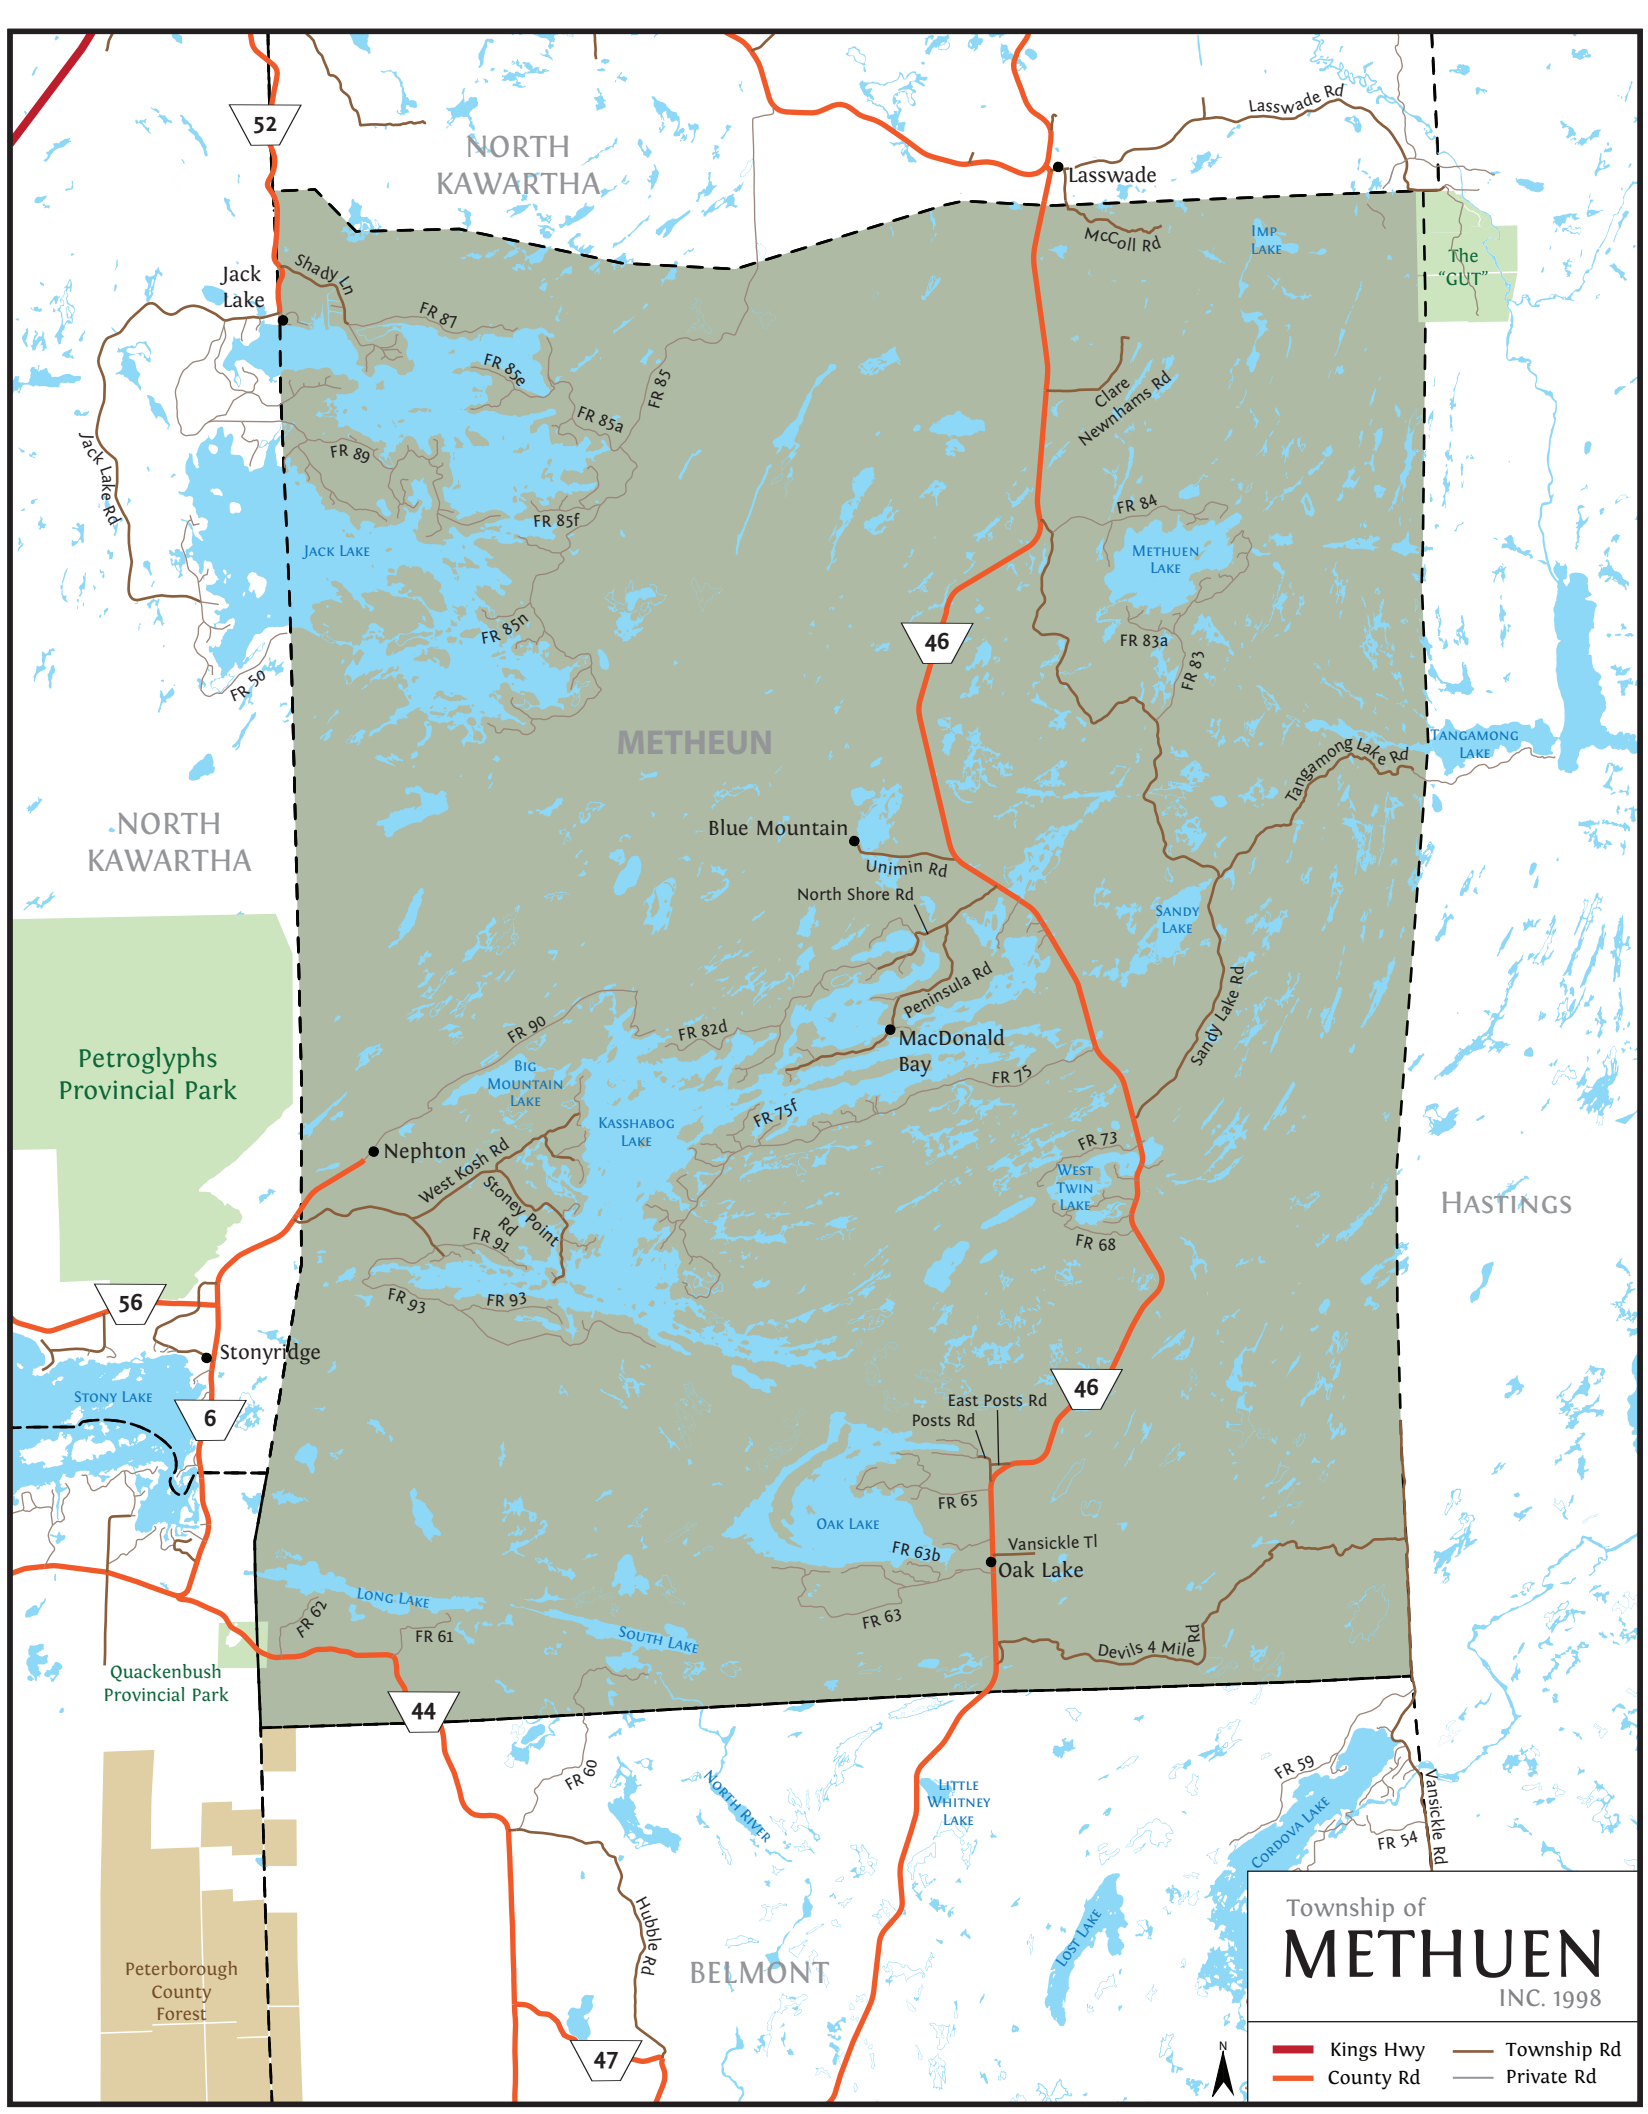 52
NORTH
KAWARTHA
Lasswade Rd
Lasswade
McColl Rd
IMP
LAKE
The
"GUT"
Jack
Lake
Shady Ln
FR 87
FR 85e
FR 85
FR 85a
Clare
Newnhams Rd
Jack Lake Rd
FR 89
FR 85f
FR 84
JACK LAKE
METHUEN
LAKE
FR 85n
46
FR 83a
FR 83
FR 50
METHEUN
TANGAMONG
LAKE
Tangamong Lake Rd
NORTH
KAWARTHA
Blue Mountain
Unimin Rd
North Shore Rd
SANDY
LAKE
Peninsula Rd
Sandy Lake Rd
FR 90
FR 82d
MacDonald
Bay
Petroglyphs
Provincial Park
BIG
MOUNTAIN
LAKE
FR 75
FR 75f
KASSHABOG
LAKE
Nephton
West Kosh Rd
FR 73
WEST
TWIN
LAKE
Stoney Point
Rd
HASTINGS
FR 91
FR 68
FR 93
FR 93
56
Stonyridge
STONY LAKE
6
46
East Posts Rd
Posts Rd
FR 65
OAK LAKE
FR 63b
Vansickle Tl
Oak Lake
LONG LAKE
FR 62
FR 61
SOUTH LAKE
FR 63
Devils 4 Mile Rd
Quackenbush
Provincial Park
44
FR 60
NORTH RIVER
LITTLE
WHITNEY
LAKE
FR 59
CORDOVA LAKE
FR 54
Vansickle Rd
Hubble Rd
LOST LAKE
BELMONT
Peterborough
County
Forest
47
Township of
METHUEN
INC. 1998
N
Kings Hwy
Township Rd
County Rd
Private Rd